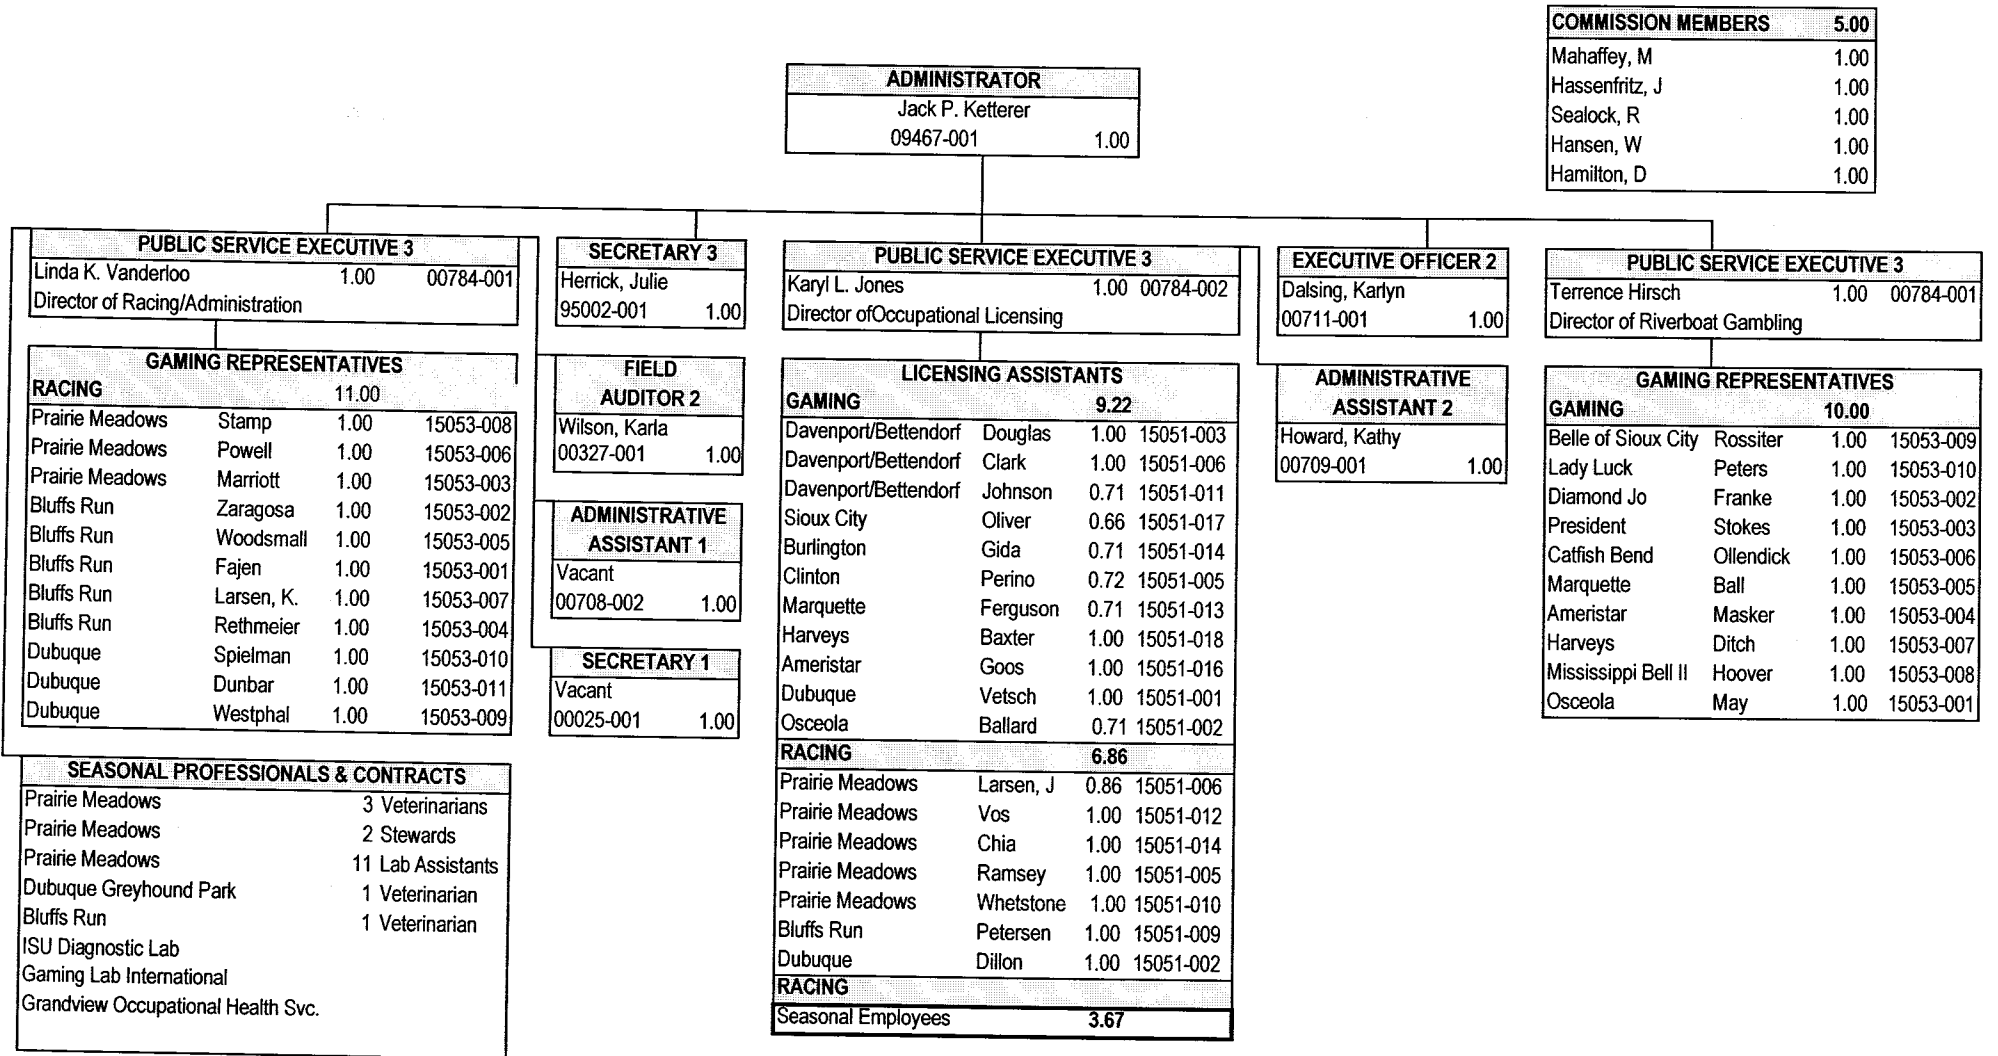 COMMISSION MEMBERS 5.00
Mahaffey, M 1.00
Hassenfritz, J 1.00
Sealock, R 1.00
Hansen, W 1.00
Hamilton, D 1.00
ADMINISTRATOR
Jack P. Ketterer
09467-001 1.00
PUBLIC SERVICE EXECUTIVE 3
Linda K. Vanderloo 1.00 00784-001
Director of Racing/Administration
GAMING REPRESENTATIVES
RACING 11.00
Prairie Meadows Stamp 1.00 15053-008
Prairie Meadows Powell 1.00 15053-006
Prairie Meadows Marriott 1.00 15053-003
Bluffs Run Zaragosa 1.00 15053-002
Bluffs Run Woodsmall 1.00 15053-005
Bluffs Run Fajen 1.00 15053-001
Bluffs Run Larsen, K. 1.00 15053-007
Bluffs Run Rethmeier 1.00 15053-004
Dubuque Spielman 1.00 15053-010
Dubuque Dunbar 1.00 15053-011
Dubuque Westphal 1.00 15053-009
SEASONAL PROFESSIONALS & CONTRACTS
Prairie Meadows 3 Veterinarians
Prairie Meadows 2 Stewards
Prairie Meadows 11 Lab Assistants
Dubuque Greyhound Park 1 Veterinarian
Bluffs Run 1 Veterinarian
ISU Diagnostic Lab
Gaming Lab International
Grandview Occupational Health Svc.
SECRETARY 3
Herrick, Julie
95002-001 1.00
FIELD
AUDITOR 2
Wilson, Karla
00327-001 1.00
ADMINISTRATIVE
ASSISTANT 1
Vacant
00708-002 1.00
SECRETARY 1
Vacant
00025-001 1.00
PUBLIC SERVICE EXECUTIVE 3
Karyl L. Jones 1.00 00784-002
Director ofOccupational Licensing
LICENSING ASSISTANTS
GAMING 9.22
Davenport/Bettendorf Douglas 1.00 15051-003
Davenport/Bettendorf Clark 1.00 15051-006
Davenport/Bettendorf Johnson 0.71 15051-011
Sioux City Oliver 0.66 15051-017
Burlington Gida 0.71 15051-014
Clinton Perino 0.72 15051-005
Marquette Ferguson 0.71 15051-013
Harveys Baxter 1.00 15051-018
Ameristar Goos 1.00 15051-016
Dubuque Vetsch 1.00 15051-001
Osceola Ballard 0.71 15051-002
RACING 6.86
Prairie Meadows Larsen, J 0.86 15051-006
Prairie Meadows Vos 1.00 15051-012
Prairie Meadows Chia 1.00 15051-014
Prairie Meadows Ramsey 1.00 15051-005
Prairie Meadows Whetstone 1.00 15051-010
Bluffs Run Petersen 1.00 15051-009
Dubuque Dillon 1.00 15051-002
RACING
Seasonal Employees 3.67
EXECUTIVE OFFICER 2
Dalsing, Karlyn
00711-001 1.00
ADMINISTRATIVE
ASSISTANT 2
Howard, Kathy
00709-001 1.00
PUBLIC SERVICE EXECUTIVE 3
Terrence Hirsch 1.00 00784-001
Director of Riverboat Gambling
GAMING REPRESENTATIVES
GAMING 10.00
Belle of Sioux City Rossiter 1.00 15053-009
Lady Luck Peters 1.00 15053-010
Diamond Jo Franke 1.00 15053-002
President Stokes 1.00 15053-003
Catfish Bend Ollendick 1.00 15053-006
Marquette Ball 1.00 15053-005
Ameristar Masker 1.00 15053-004
Harveys Ditch 1.00 15053-007
Mississippi Bell II Hoover 1.00 15053-008
Osceola May 1.00 15053-001